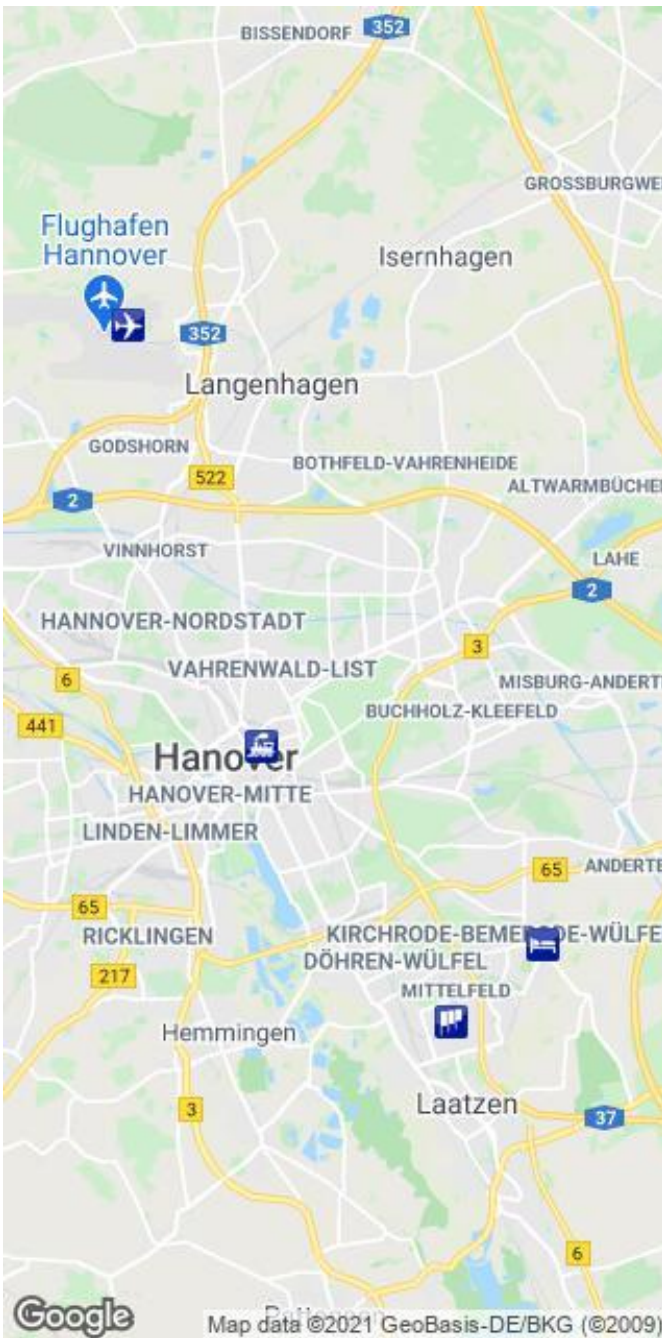 BISSENDORF
352
GROSSBURGWE
Flughafen
Hannover
Isernhagen
352
Langenhagen
GODSHORN
BOTHFELD-VAHRENHEIDE
522
ALTWARMBÜCHE
2
VINNHORST
LAHE
2
HANNOVER-NORDSTADT
3
VAHRENWALD-LIST
6
MISBURG-ANDERT
BUCHHOLZ-KLEEFELD
441
Hanover
HANOVER-MITTE
LINDEN-LIMMER
65
ANDERTE
65
RICKLINGEN
KIRCHRODE-BEMERODE-WÜLFE
DÖHREN-WÜLFEL
217
MITTELFELD
Hemmingen
Laatzen
3
37
6
Google
Map data ©2021 GeoBasis-DE/BKG (©2009)